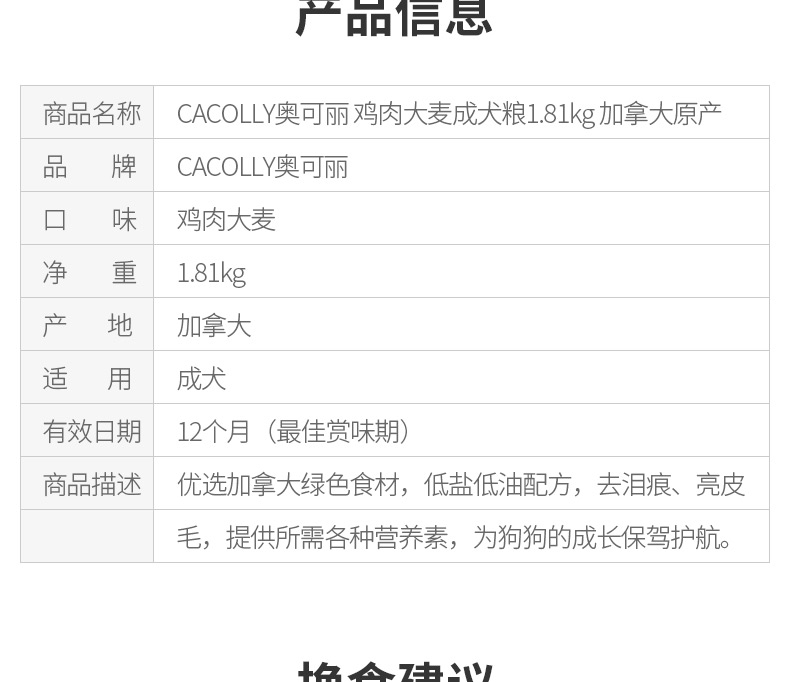 产品信息
商品名称 CACOLLY奥可丽 鸡肉大麦成犬粮1.81kg 加拿大原产
品 牌 CACOLLY奥可丽
口 味 鸡肉大麦
净 重 1.81kg
产 地 加拿大
适 用 成犬
有效日期 12个月（最佳赏味期）
商品描述 优选加拿大绿色食材，低盐低油配方，去泪痕、亮皮
毛，提供所需各种营养素，为狗狗的成长保驾护航。
换食建议